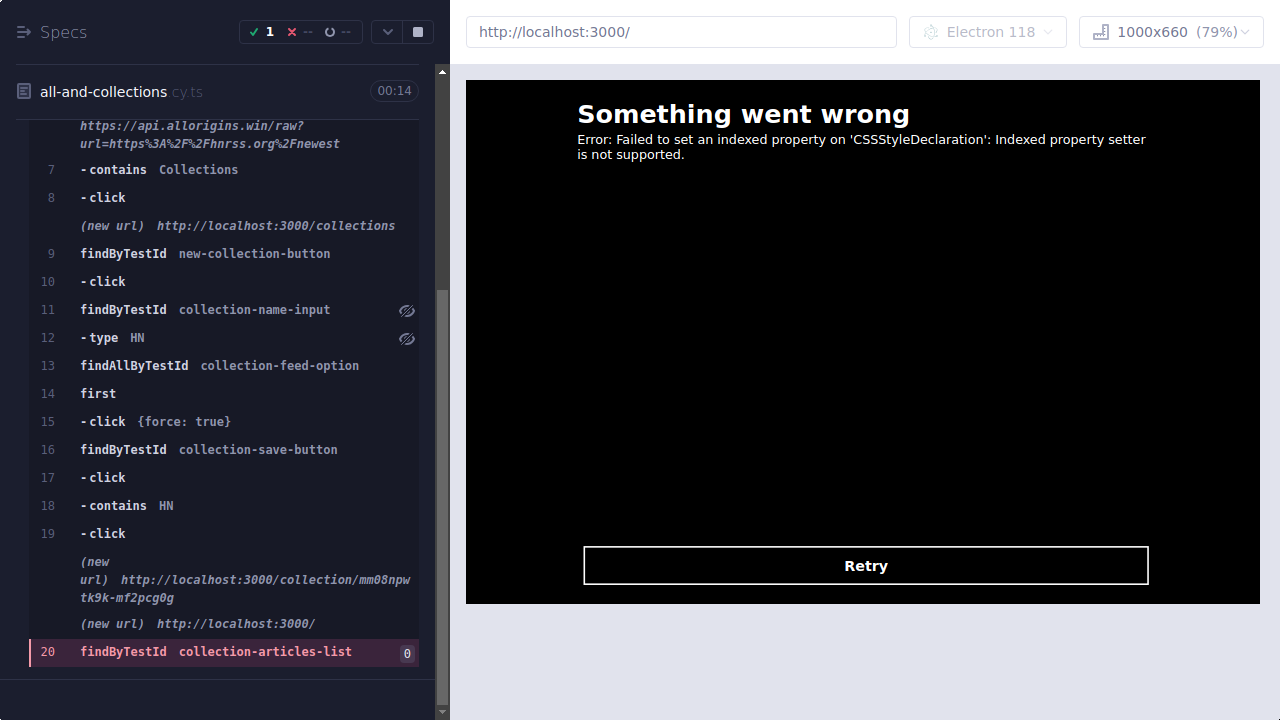 Specs
1
--
--
http://localhost:3000/
Electron 118
1000x660 (79%)
all-and-collections.cy.ts
00:14
https://api.allorigins.win/raw?
url=https%3A%2F%2Fhnrss.org%2Fnewest
7 -contains Collections
8 -click
(new url) http://localhost:3000/collections
9 findByTestId new-collection-button
10 -click
11 findByTestId collection-name-input
12 -type HN
13 findAllByTestId collection-feed-option
14 first
15 -click {force: true}
16 findByTestId collection-save-button
17 -click
18 -contains HN
19 -click
(new
url) http://localhost:3000/collection/mm08npw
tk9k-mf2pcg0g
(new url) http://localhost:3000/
20 findByTestId collection-articles-list 0
Something went wrong
Error: Failed to set an indexed property on 'CSSStyleDeclaration': Indexed property setter
is not supported.
Retry